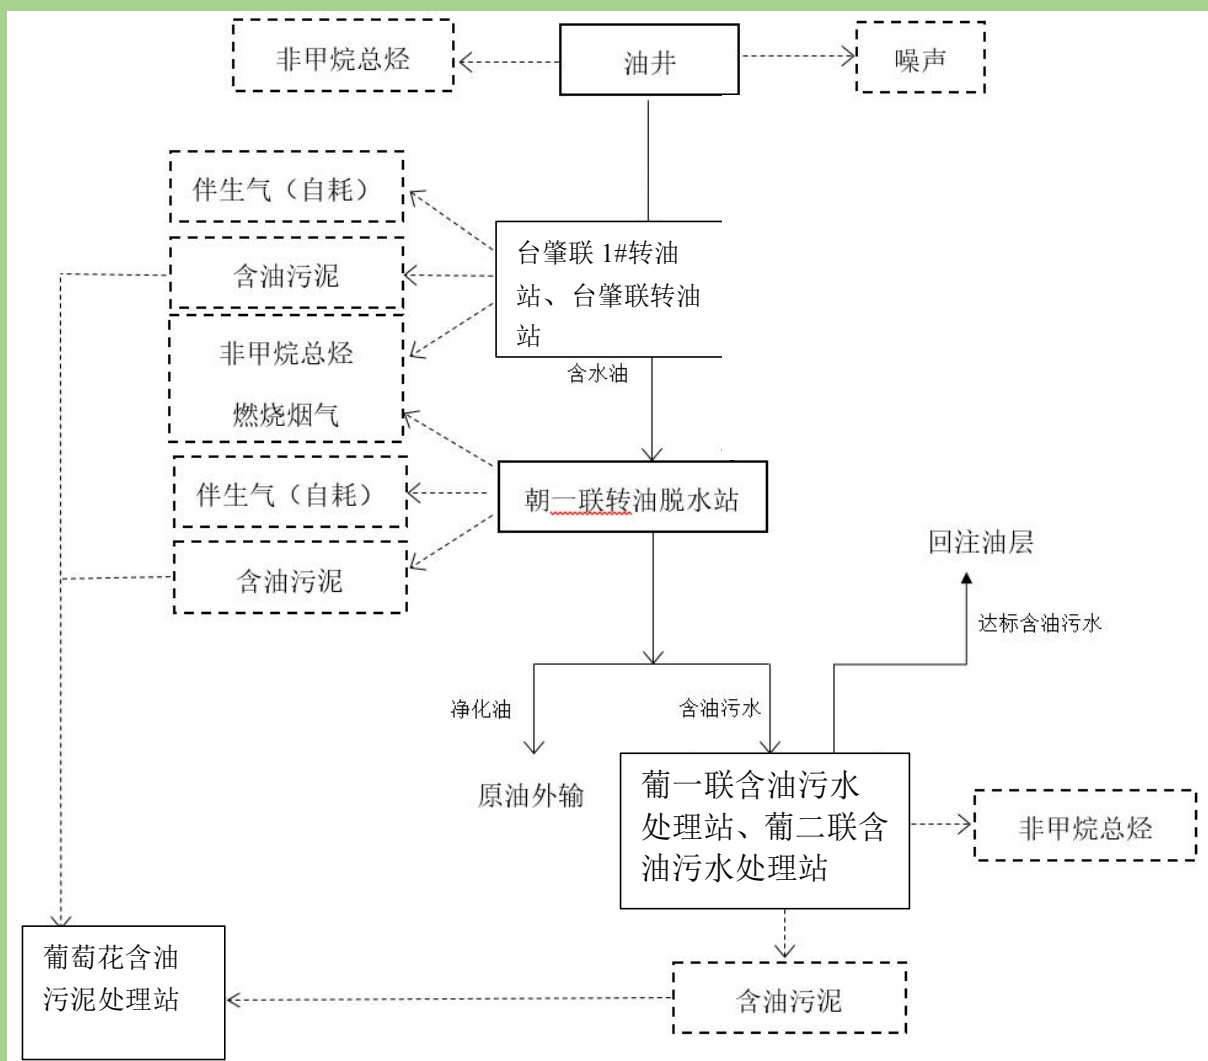 非甲烷总烃
油井
噪声
伴生气（自耗）
台肇联 1#转油
站、台肇联转油
站
含油污泥
非甲烷总烃
燃烧烟气
含水油
伴生气（自耗）
朝一联转油脱水站
含油污泥
回注油层
达标含油污水
净化油
含油污水
原油外输
葡一联含油污水
处理站、葡二联含
油污水处理站
非甲烷总烃
葡萄花含油
污泥处理站
含油污泥